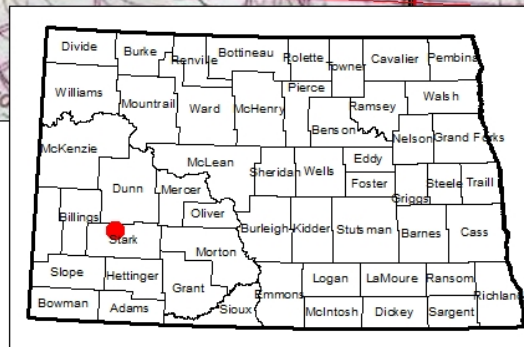 Divide Burke Renville Bottineau Rolette Towner Cavalier Pembina
Williams Mountrail Ward McHenry Pierce Ramsey Walsh
Benson Nelson Grand Forks
McKenzie McLean Sheridan Wells Eddy
Dunn Mercer Foster Griggs Steele Traill
Billings Oliver Burleigh Kidder Stutsman Barnes Cass
Stark Morton
Slope Hettinger Grant Emmons Logan LaMoure Ransom Richland
Bowman Adams Sioux McIntosh Dickey Sargent